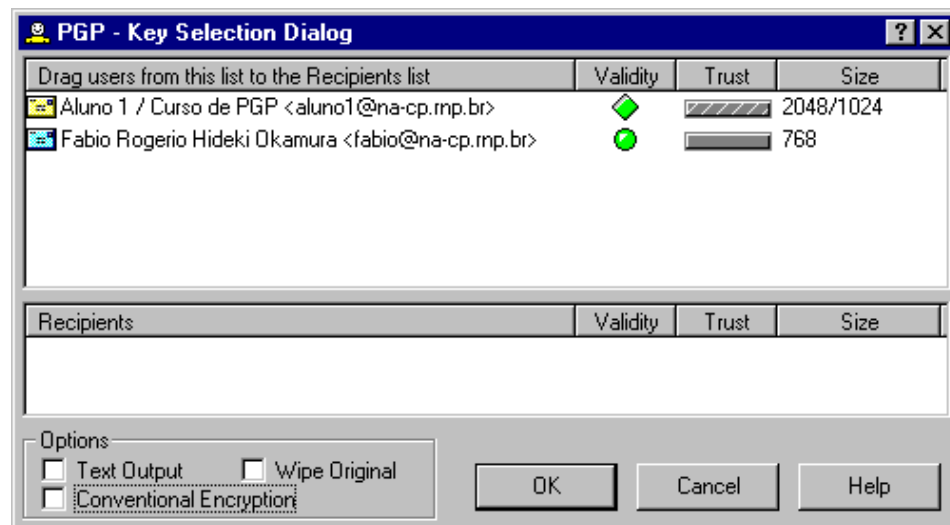 PGP - Key Selection Dialog
Drag users from this list to the Recipients list Validity Trust Size
Aluno 1 / Curso de PGP <aluno1@na-cp.rnp.br> 2048/1024
Fabio Rogerio Hideki Okamura <fabio@na-cp.rnp.br> 768
Recipients Validity Trust Size
Options
Text Output Wipe Original
Conventional Encryption
OK Cancel Help